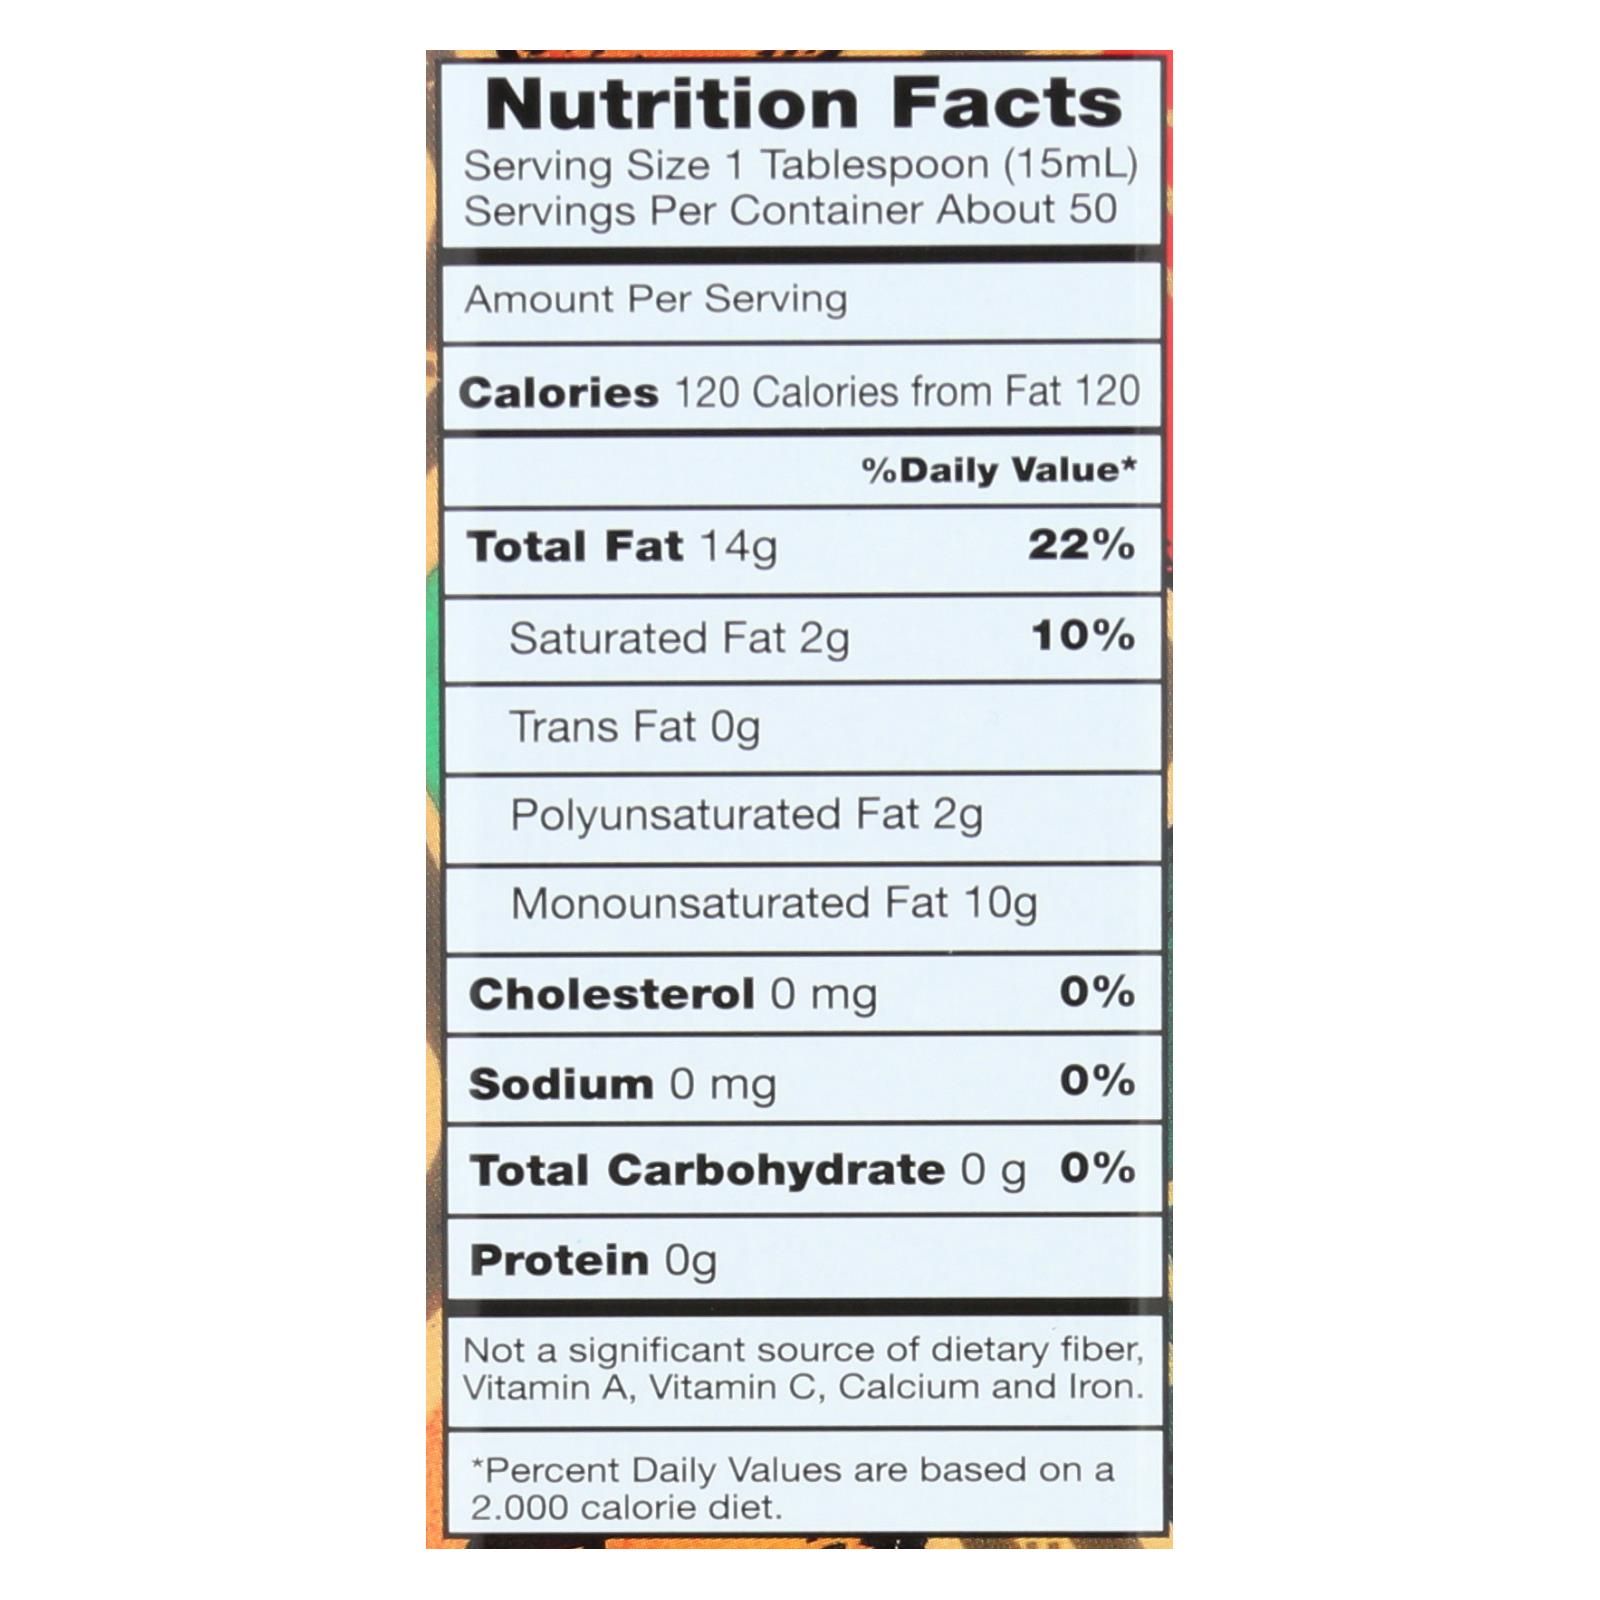 Nutrition Facts
Serving Size 1 Tablespoon (15mL)
Servings Per Container About 50
Amount Per Serving
Calories 120 Calories from Fat 120
%Daily Value*
Total Fat 14g 22%
Saturated Fat 2g 10%
Trans Fat 0g
Polyunsaturated Fat 2g
Monounsaturated Fat 10g
Cholesterol 0 mg 0%
Sodium 0 mg 0%
Total Carbohydrate 0 g 0%
Protein 0g
Not a significant source of dietary fiber,
Vitamin A, Vitamin C, Calcium and Iron.
*Percent Daily Values are based on a
2.000 calorie diet.